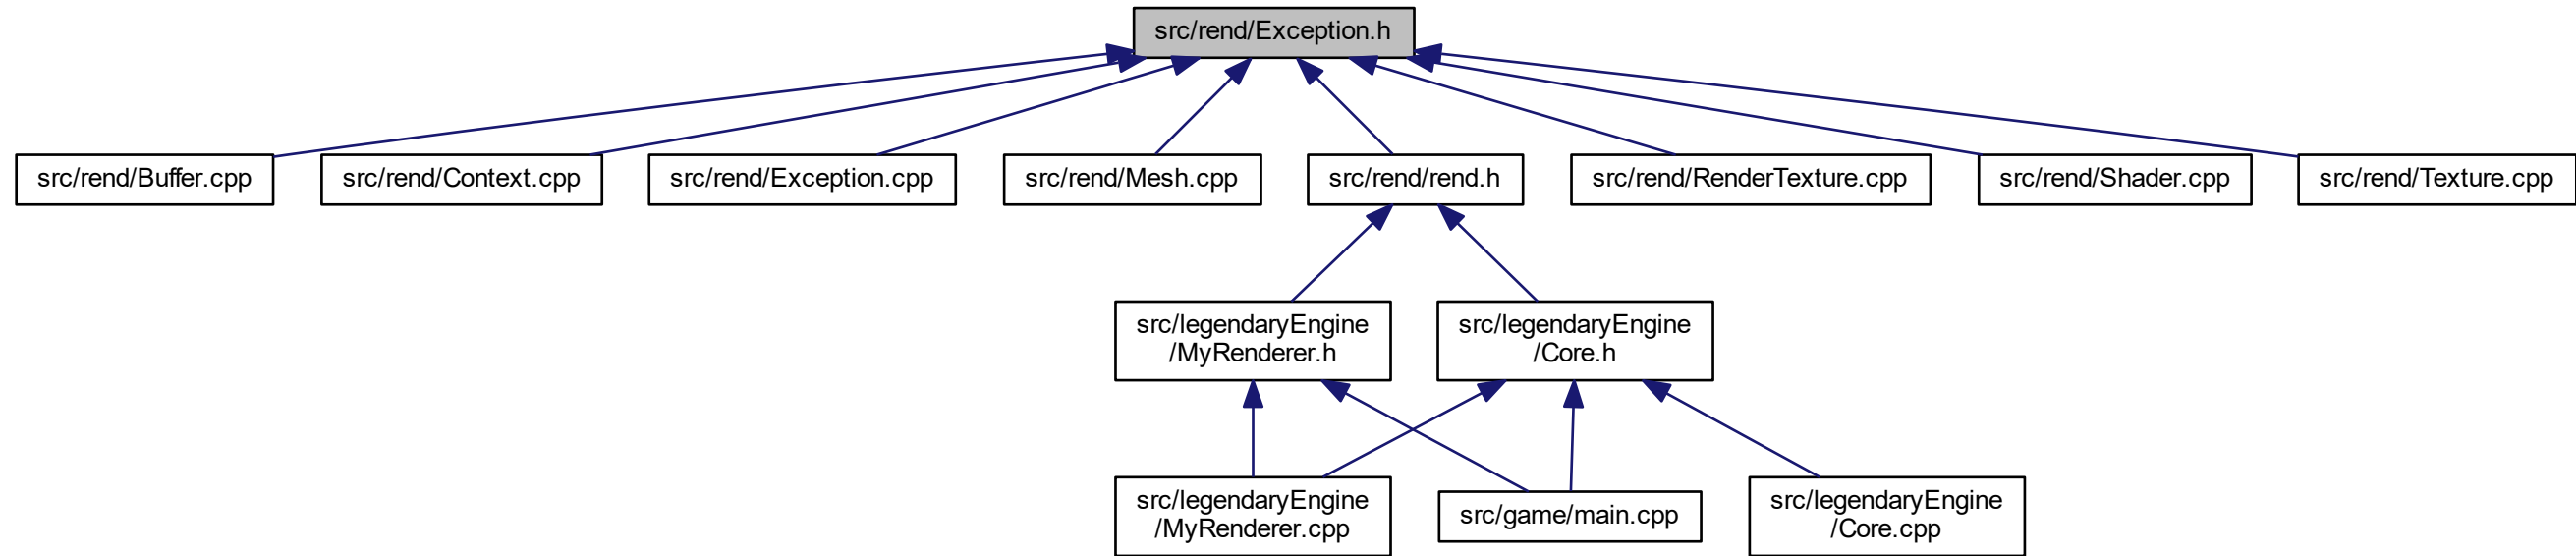 src/rend/Exception.h
src/rend/Buffer.cpp
src/rend/Context.cpp
src/rend/Exception.cpp
src/rend/Mesh.cpp
src/rend/rend.h
src/rend/RenderTexture.cpp
src/rend/Shader.cpp
src/rend/Texture.cpp
src/legendaryEngine
/MyRenderer.h
src/legendaryEngine
/Core.h
src/legendaryEngine
/MyRenderer.cpp
src/game/main.cpp
src/legendaryEngine
/Core.cpp